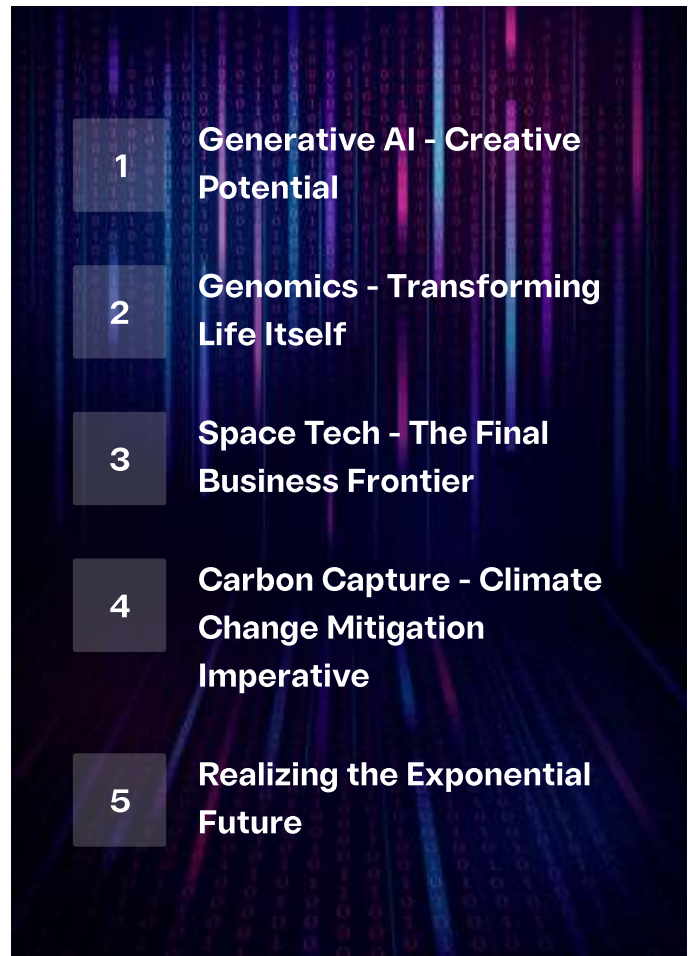 1
Generative AI - Creative
Potential
2
Genomics - Transforming
Life Itself
3
Space Tech - The Final
Business Frontier
4
Carbon Capture - Climate
Change Mitigation
Imperative
5
Realizing the Exponential
Future